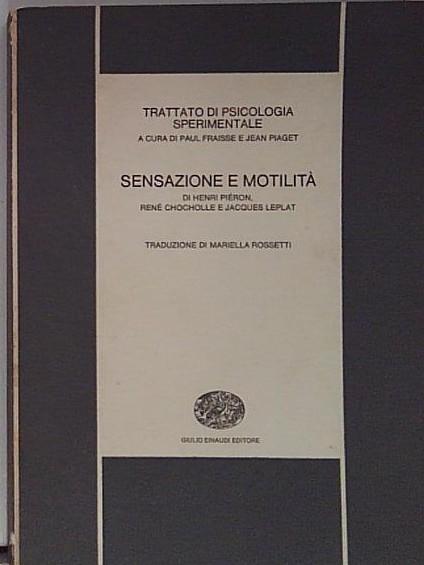 TRATTATO DI PSICOLOGIA
SPERIMENTALE
A CURA DI PAUL FRAISSE E JEAN PIAGET
SENSAZIONE E MOTILITÀ
DI HENRI PIÉRON,
RENÉ CHOCHOLLE E JACQUES LEPLAT
TRADUZIONE DI MARIELLA ROSSETTI
GIULIO EINAUDI EDITORE